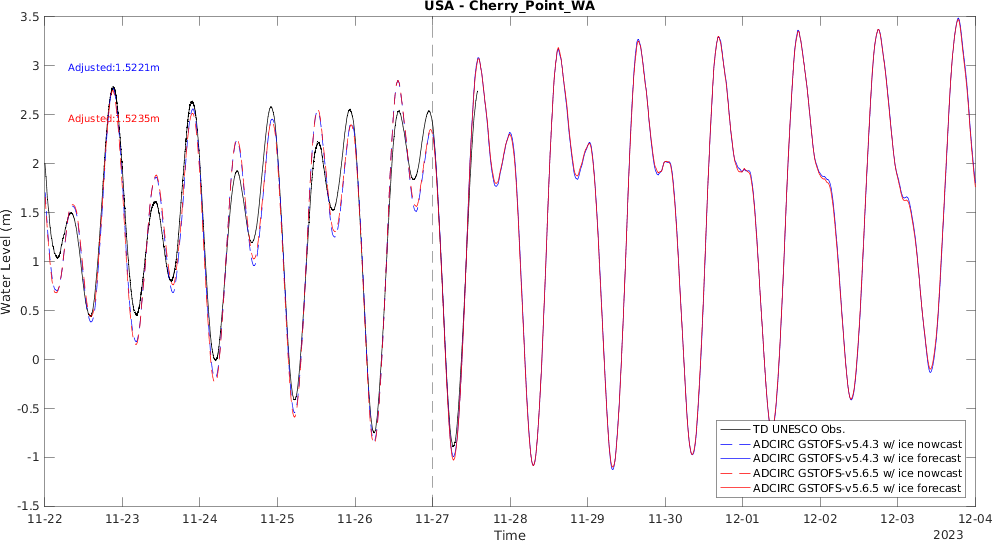 USA - Cherry_Point_WA
3.5
3
2.5
2
1.5
1
0.5
0
-0.5
-1
-1.5
Water Level (m)
Adjusted:1.5221m
Adjusted:1.5235m
TD UNESCO Obs.
ADCIRC GSTOFS-v5.4.3 w/ ice nowcast
ADCIRC GSTOFS-v5.4.3 w/ ice forecast
ADCIRC GSTOFS-v5.6.5 w/ ice nowcast
ADCIRC GSTOFS-v5.6.5 w/ ice forecast
11-22 11-23 11-24 11-25 11-26 11-27 11-28 11-29 11-30 12-01 12-02 12-03 12-04
Time
2023